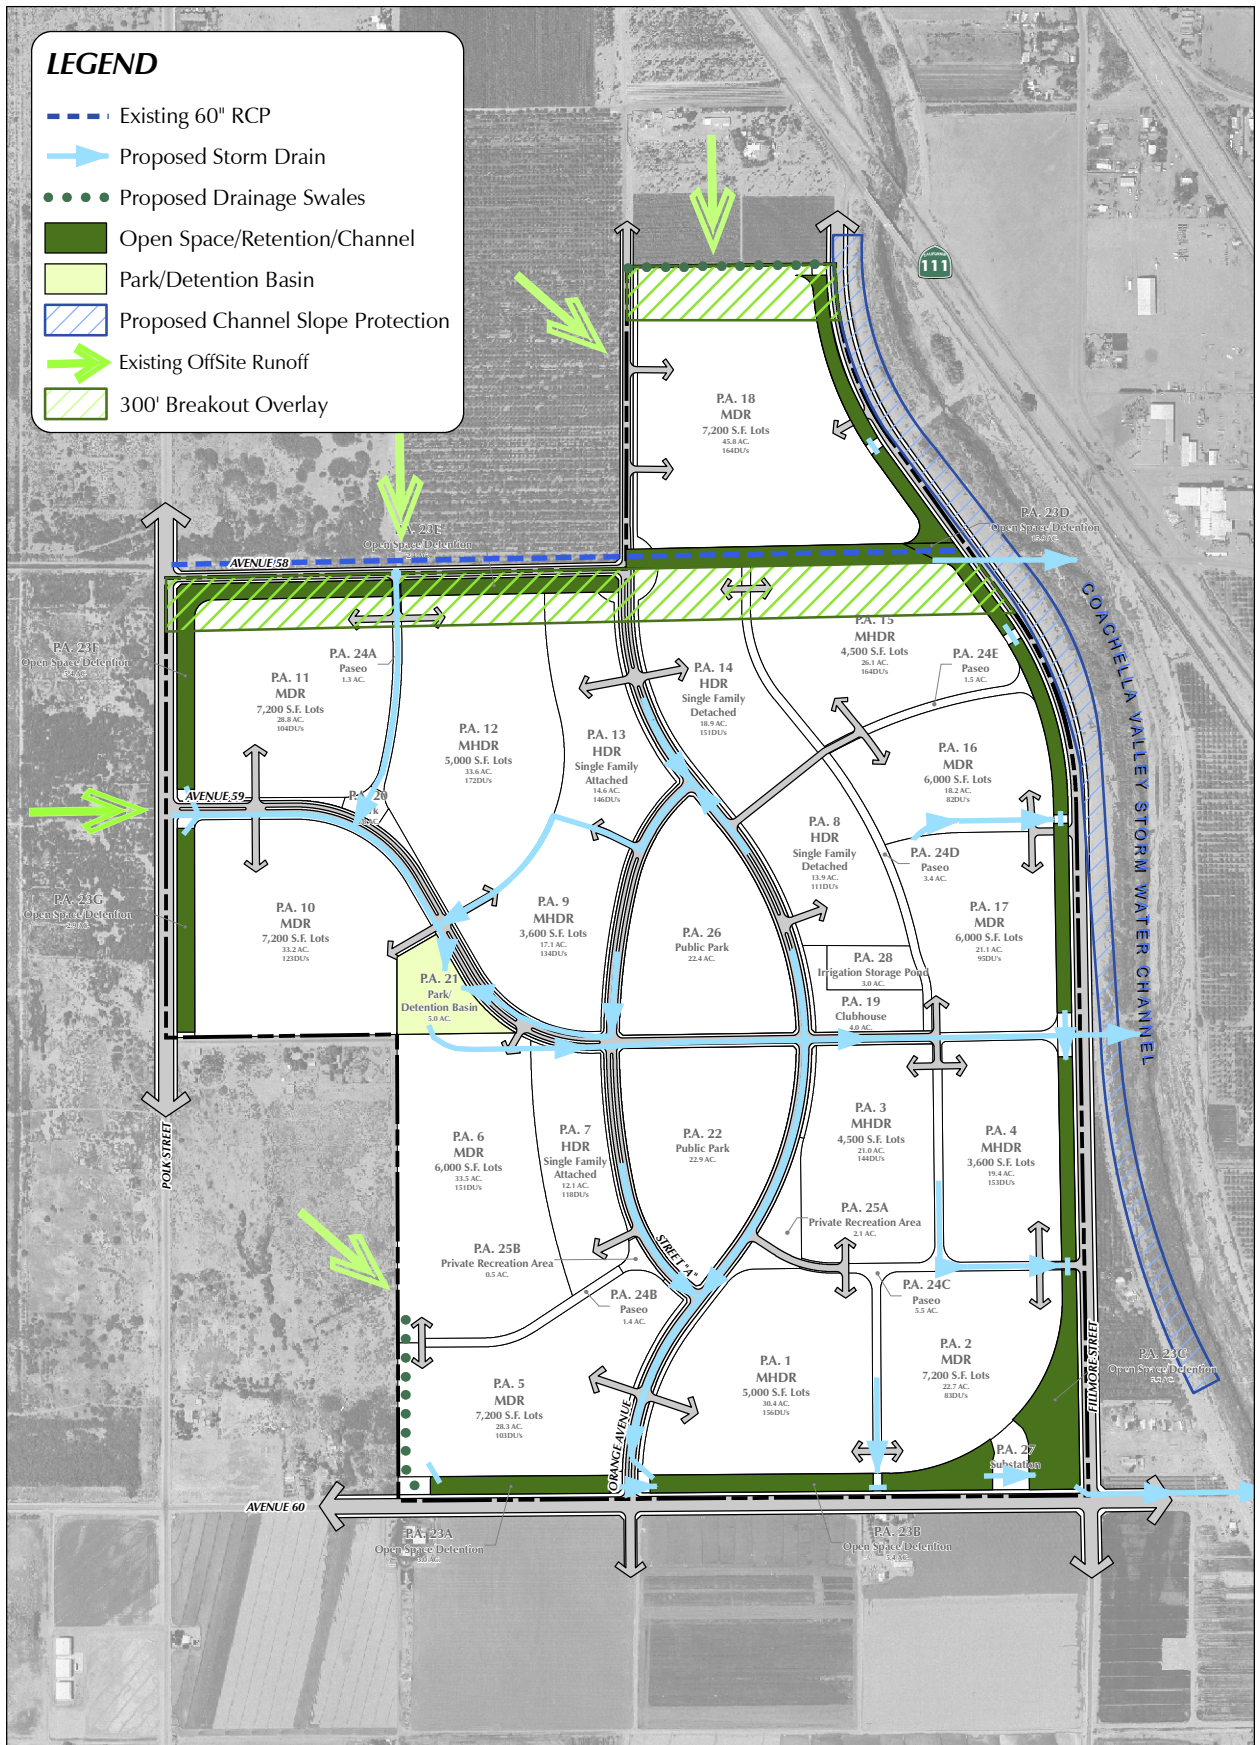 LEGEND
Existing 60" RCP
Proposed Storm Drain
Proposed Drainage Swales
Open Space/Retention/Channel
Park/Detention Basin
Proposed Channel Slope Protection
Existing OffSite Runoff
300' Breakout Overlay
CALIFORNIA
111
P.A. 18
MDR
7,200 S.F. Lots
45.8 AC.
164DU's
P.A. 23D
Open Space/Detention
P.A. 23E
Open Space/Detention
AVENUE 58
P.A. 23F
Open Space/Detention
P.A. 24A
Paseo
1.3 AC.
P.A. 11
MDR
7,200 S.F. Lots
28.8 AC.
104DU's
P.A. 12
MHDR
5,000 S.F. Lots
33.6 AC.
172DU's
P.A. 13
HDR
Single Family
Attached
14.6 AC.
146DU's
P.A. 14
HDR
Single Family
Detached
18.9 AC.
151DU's
P.A. 15
MHDR
4,500 S.F. Lots
26.1 AC.
164DU's
P.A. 24E
Paseo
1.5 AC.
P.A. 16
MDR
6,000 S.F. Lots
18.2 AC.
82DU's
COACHELLA VALLEY STORM WATER CHANNEL
AVENUE 59
P.A. 20
P.A. 8
HDR
Single Family
Detached
13.9 AC.
111DU's
P.A. 24D
Paseo
3.4 AC.
P.A. 23G
Open Space/Detention
P.A. 10
MDR
7,200 S.F. Lots
33.2 AC.
123DU's
P.A. 9
MHDR
3,600 S.F. Lots
17.1 AC.
134DU's
P.A. 26
Public Park
22.4 AC.
P.A. 17
MDR
6,000 S.F. Lots
21.1 AC.
95DU's
P.A. 28
Irrigation Storage Pond
3.0 AC.
P.A. 21
Park/
Detention Basin
5.0 AC.
P.A. 19
Clubhouse
4.0 AC.
POLK STREET
P.A. 6
MDR
6,000 S.F. Lots
33.5 AC.
151DU's
P.A. 7
HDR
Single Family
Attached
12.1 AC.
118DU's
P.A. 22
Public Park
22.9 AC.
P.A. 3
MHDR
4,500 S.F. Lots
21.0 AC.
144DU's
P.A. 4
MHDR
3,600 S.F. Lots
19.4 AC.
153DU's
P.A. 25A
Private Recreation Area
2.1 AC.
STREET "A"
P.A. 25B
Private Recreation Area
0.5 AC.
P.A. 24B
Paseo
1.4 AC.
P.A. 24C
Paseo
5.5 AC.
P.A. 1
MHDR
5,000 S.F. Lots
30.4 AC.
156DU's
P.A. 2
MDR
7,200 S.F. Lots
22.7 AC.
83DU's
P.A. 23C
Open Space/Detention
FILLMORE STREET
P.A. 5
MDR
7,200 S.F. Lots
28.3 AC.
103DU's
ORANGE AVENUE
P.A. 27
Substation
AVENUE 60
P.A. 23A
Open Space/Detention
P.A. 23B
Open Space/Detention
5.4 AC.